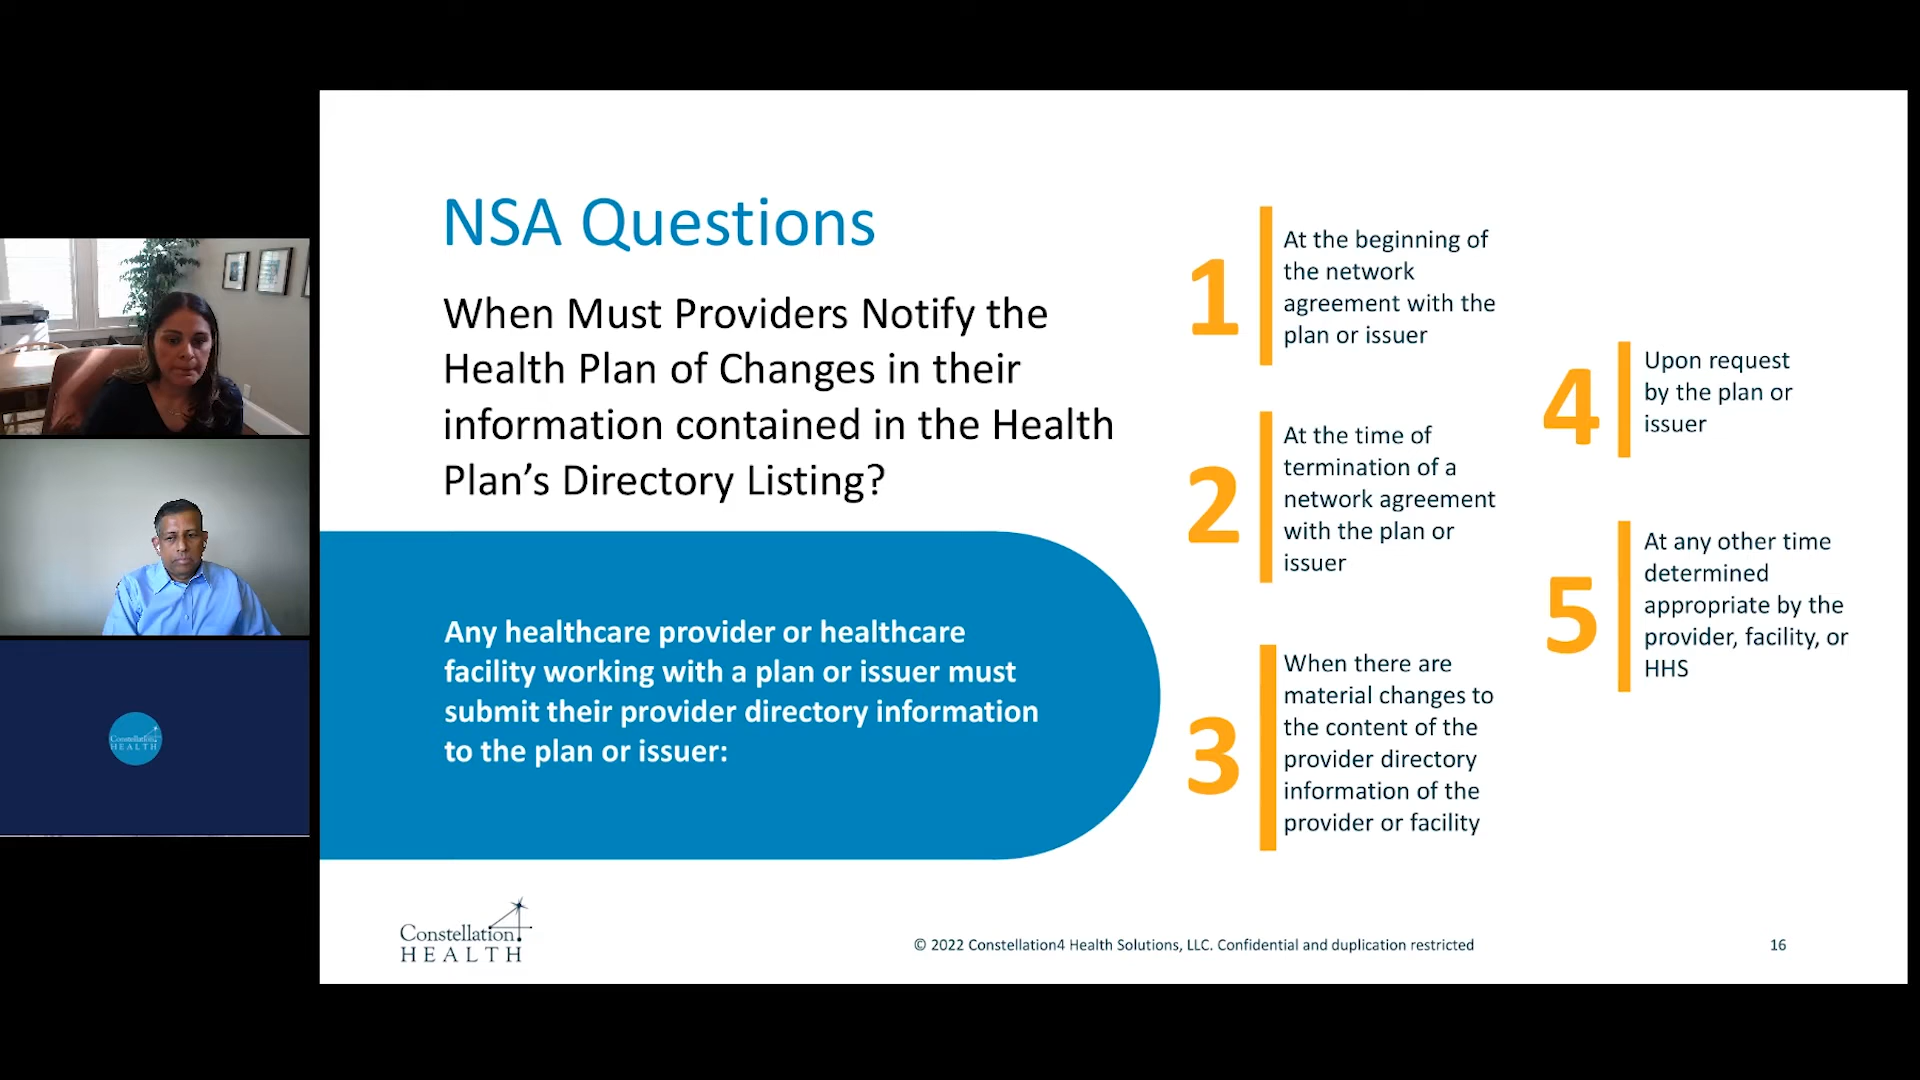 NSA Questions
When Must Providers Notify the
Health Plan of Changes in their
information contained in the Health
Plan’s Directory Listing?
Any healthcare provider or healthcare
facility working with a plan or issuer must
submit their provider directory information
to the plan or issuer:
1
At the beginning of
the network
agreement with the
plan or issuer
2
At the time of
termination of a
network agreement
with the plan or
issuer
3
When there are
material changes to
the content of the
provider directory
information of the
provider or facility
4
Upon request
by the plan or
issuer
5
At any other time
determined
appropriate by the
provider, facility, or
HHS
Constellation
HEALTH
Constellation4
HEALTH
© 2022 Constellation4 Health Solutions, LLC. Confidential and duplication restricted
16